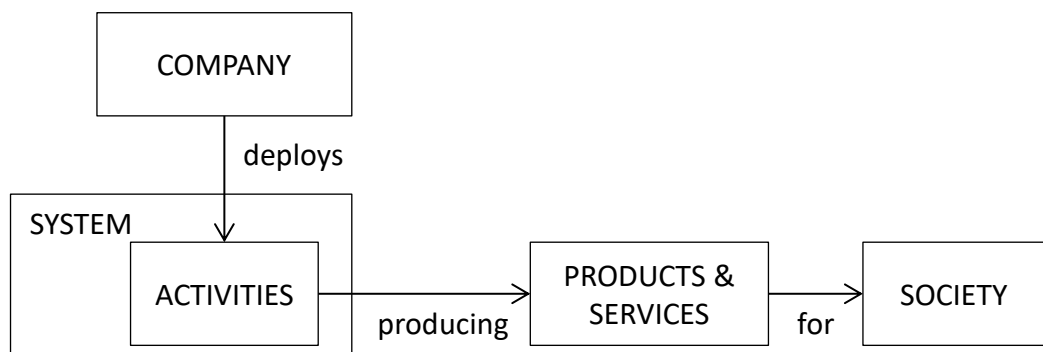 COMPANY
deploys
SYSTEM
ACTIVITIES
producing
PRODUCTS &
SERVICES
for
SOCIETY